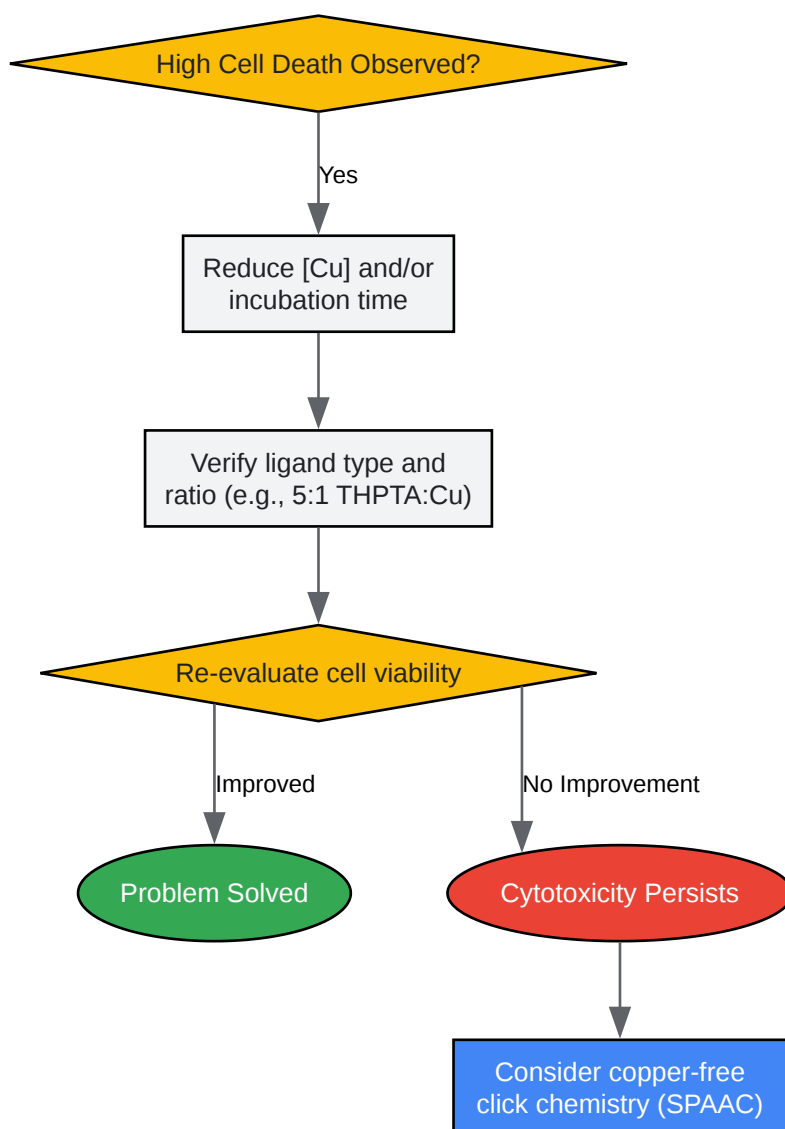 High Cell Death Observed?
Yes
Reduce [Cu] and/or
incubation time
Verify ligand type and
ratio (e.g., 5:1 THPTA:Cu)
Re-evaluate cell viability
Improved
No Improvement
Problem Solved
Cytotoxicity Persists
Consider copper-free
click chemistry (SPAAC)